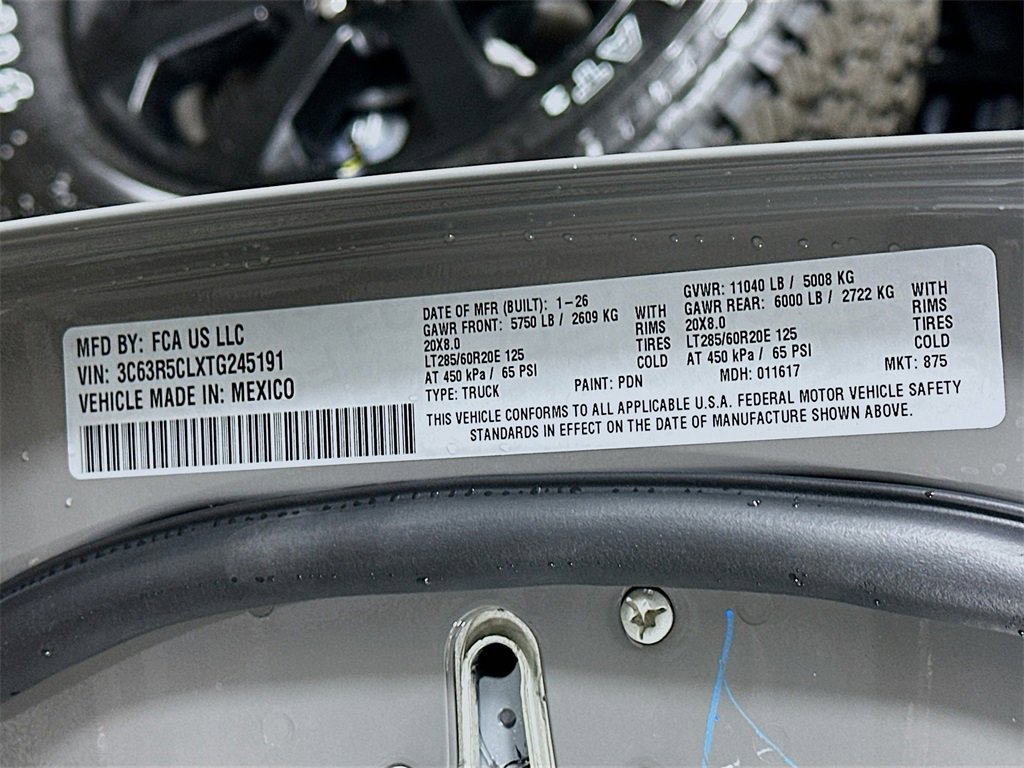 MFD BY: FCA US LLC
VIN: 3C63R5CLXTG245191
VEHICLE MADE IN: MEXICO
DATE OF MFR (BUILT): 1-26
GAWR FRONT: 5750 LB / 2609 KG WITH
20X8.0 RIMS
LT285/60R20E 125 TIRES
AT 450 kPa / 65 PSI COLD
TYPE: TRUCK PAINT: PDN
GVWR: 11040 LB / 5008 KG
GAWR REAR: 6000 LB / 2722 KG WITH
20X8.0 RIMS
LT285/60R20E 125 TIRES
AT 450 kPa / 65 PSI COLD
MDH: 011617 MKT: 875
THIS VEHICLE CONFORMS TO ALL APPLICABLE U.S.A. FEDERAL MOTOR VEHICLE SAFETY
STANDARDS IN EFFECT ON THE DATE OF MANUFACTURE SHOWN ABOVE.